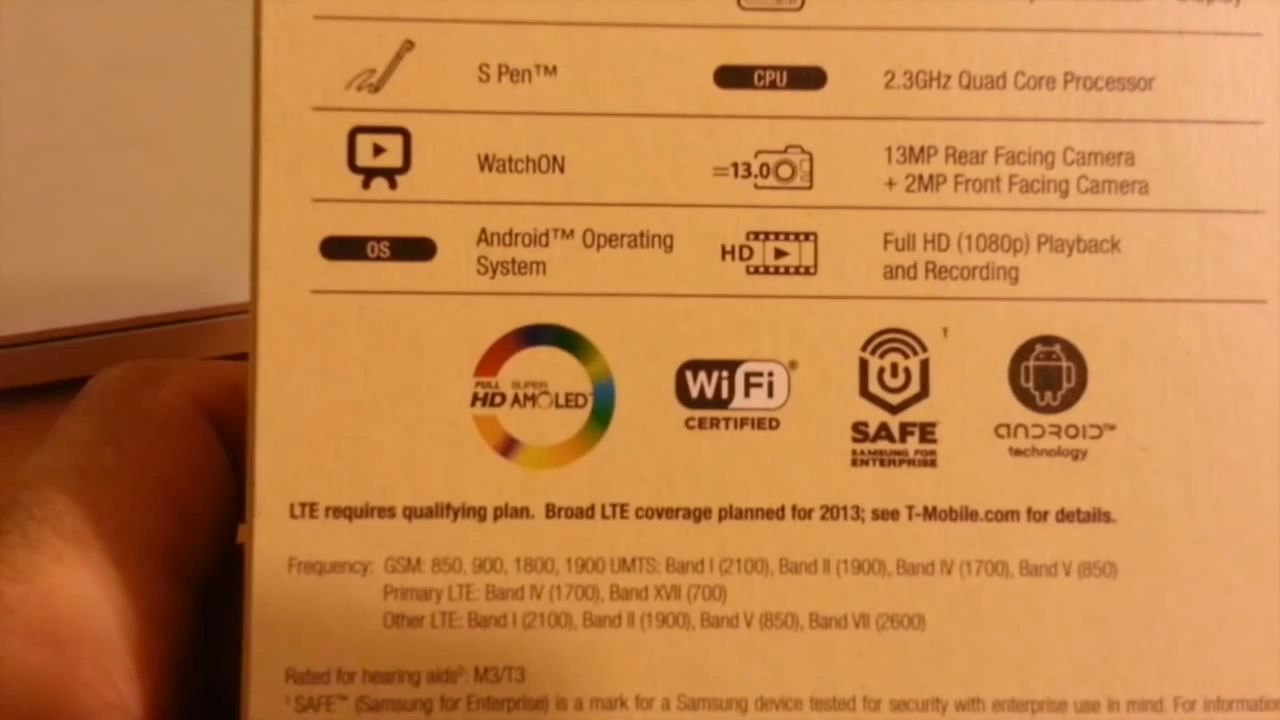 Display
S Pen™
CPU
2.3GHz Quad Core Processor
WatchON
=13.0
13MP Rear Facing Camera
+ 2MP Front Facing Camera
OS
Android™ Operating
System
HD
Full HD (1080p) Playback
and Recording
FULL SUPER
HD AMOLED
Wi Fi®
CERTIFIED
1
SAFE™
SAMSUNG FOR
ENTERPRISE
ANDROID™
technology
LTE requires qualifying plan. Broad LTE coverage planned for 2013; see T-Mobile.com for details.
Frequency: GSM: 850, 900, 1800, 1900 UMTS: Band I (2100), Band II (1900), Band IV (1700), Band V (850)
Primary LTE: Band IV (1700), Band XVII (700)
Other LTE: Band I (2100), Band II (1900), Band V (850), Band VII (2600)
Rated for hearing aids: M3/T3
¹ SAFE™ (Samsung for Enterprise) is a mark for a Samsung device tested for security with enterprise use in mind. For information